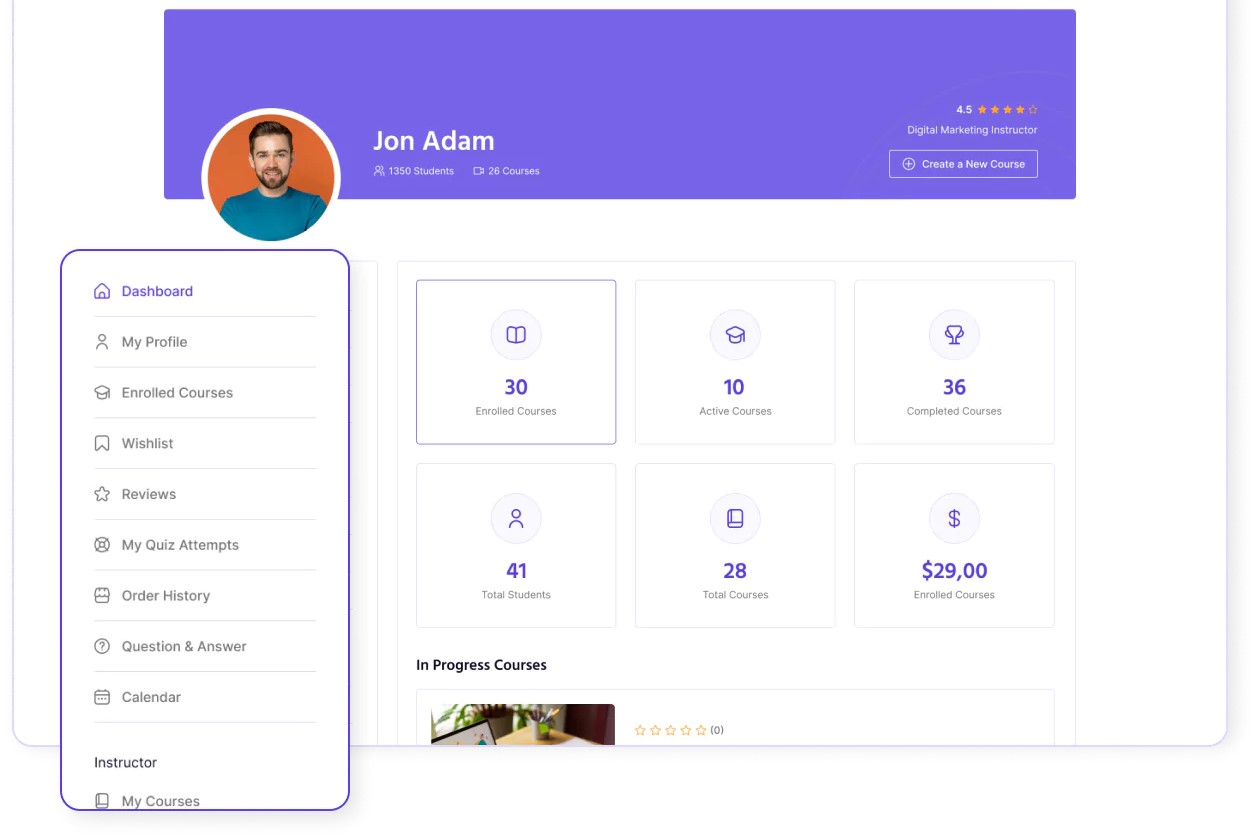 4.5
Jon Adam
Digital Marketing Instructor
1350 Students 26 Courses
Create a New Course
Dashboard
My Profile
Enrolled Courses
Wishlist
Reviews
My Quiz Attempts
Order History
Question & Answer
Calendar
Instructor
My Courses
30
Enrolled Courses
10
Active Courses
36
Completed Courses
41
Total Students
28
Total Courses
$29,00
Enrolled Courses
In Progress Courses
(0)